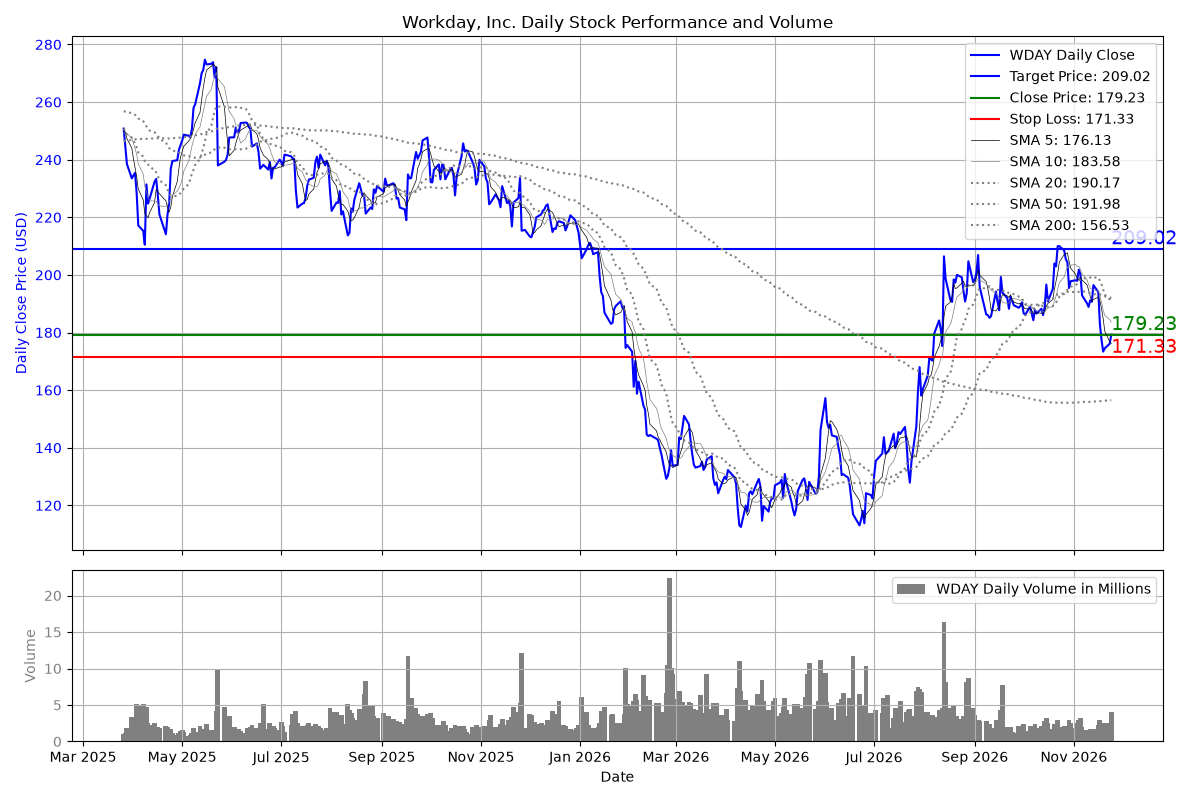 Workday, Inc. Daily Stock Performance and Volume
Daily Close Price (USD)
280
260
240
220
200
180
160
140
120
WDAY Daily Close
Target Price: 209.02
Close Price: 179.23
Stop Loss: 171.33
SMA 5: 176.13
SMA 10: 183.58
SMA 20: 190.17
SMA 50: 191.98
SMA 200: 156.53
209.02
179.23
171.33
Volume
20
15
10
5
0
WDAY Daily Volume in Millions
Mar 2025 May 2025 Jul 2025 Sep 2025 Nov 2025 Jan 2026 Mar 2026 May 2026 Jul 2026 Sep 2026 Nov 2026
Date